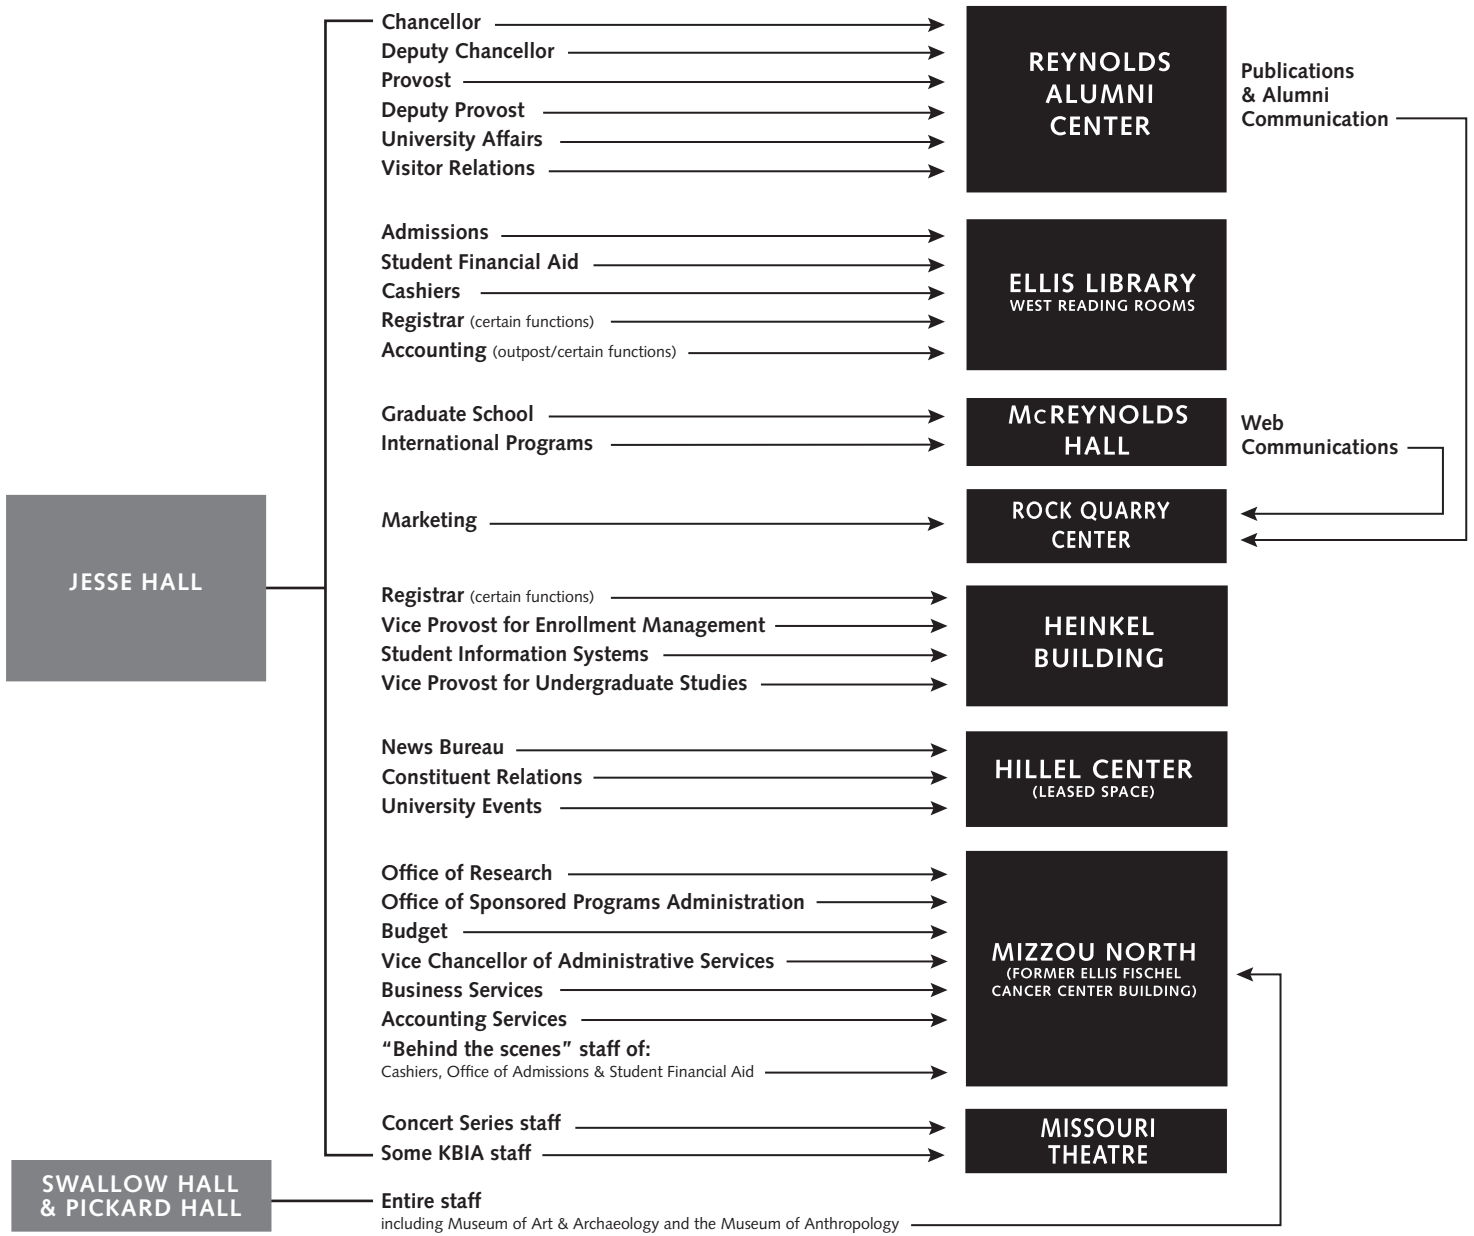 Chancellor
Deputy Chancellor
Provost
Deputy Provost
University Affairs
Visitor Relations
REYNOLDS
ALUMNI
CENTER
Publications
& Alumni
Communication
Admissions
Student Financial Aid
Cashiers
Registrar (certain functions)
Accounting (outpost/certain functions)
ELLIS LIBRARY
WEST READING ROOMS
Graduate School
International Programs
McREYNOLDS
HALL
Web
Communications
Marketing
ROCK QUARRY
CENTER
JESSE HALL
Registrar (certain functions)
Vice Provost for Enrollment Management
Student Information Systems
Vice Provost for Undergraduate Studies
HEINKEL
BUILDING
News Bureau
Constituent Relations
University Events
HILLEL CENTER
(LEASED SPACE)
Office of Research
Office of Sponsored Programs Administration
Budget
Vice Chancellor of Administrative Services
Business Services
Accounting Services
“Behind the scenes” staff of:
Cashiers, Office of Admissions & Student Financial Aid
MIZZOU NORTH
(FORMER ELLIS FISCHEL
CANCER CENTER BUILDING)
Concert Series staff
Some KBIA staff
MISSOURI
THEATRE
SWALLOW HALL
& PICKARD HALL
Entire staff
including Museum of Art & Archaeology and the Museum of Anthropology